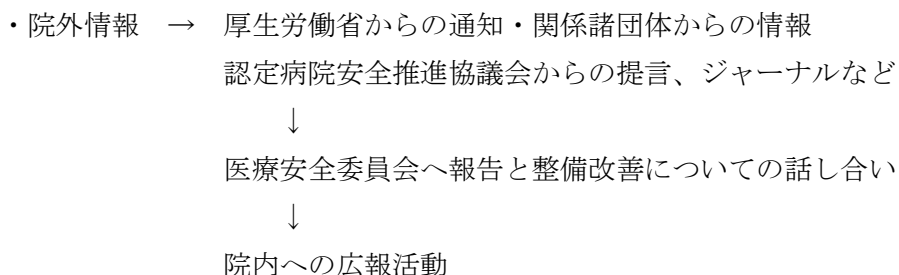 ・院外情報　→　厚生労働省からの通知・関係諸団体からの情報
認定病院安全推進協議会からの提言、ジャーナルなど
↓
医療安全委員会へ報告と整備改善についての話し合い
↓
院内への広報活動